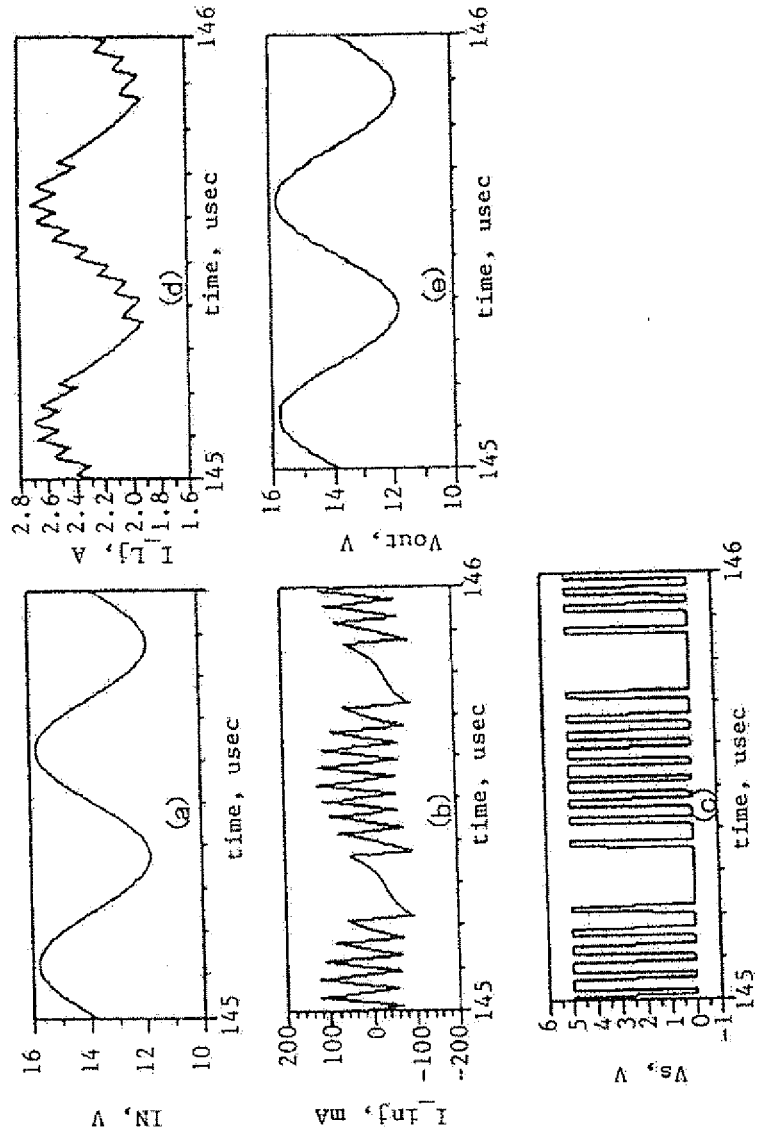 IN, V
16
14
12
10
145
146
(a)
time, usec
I_inj, mA
200
100
0
-100
-200
145
146
(b)
time, usec
Vs, V
6
5
4
3
2
1
0
-1
145
146
(c)
time, usec
I_Lj, A
2.8
2.6
2.4
2.2
2.0
1.8
1.6
145
146
(d)
time, usec
Vout, V
16
14
12
10
145
146
(e)
time, usec